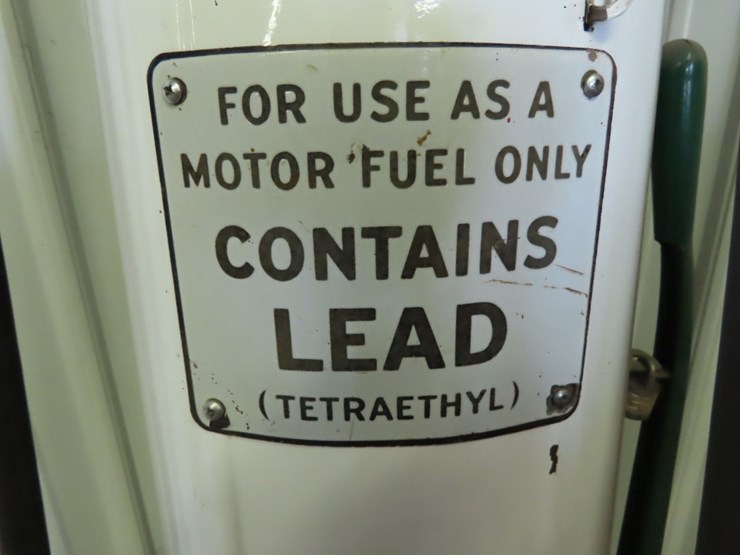 FOR USE AS A
MOTOR FUEL ONLY
CONTAINS
LEAD
(TETRAETHYL)